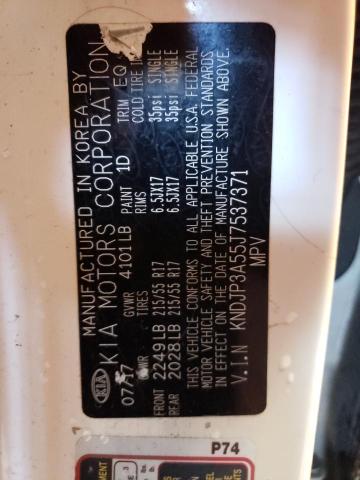 MANUFACTURED IN KOREA BY
KIA MOTORS CORPORATION
KIA
07/17 GVWR 4101LB PAINT 1D TRIM EQ
TIRES RIMS COLD TIRE
FRONT 2249LB 215/55 R17 6.5JX17 35psi SINGLE
REAR 2028LB 215/55 R17 6.5JX17 35psi SINGLE
THIS VEHICLE CONFORMS TO ALL APPLICABLE U.S.A. FEDERAL
MOTOR VEHICLE SAFETY AND THEFT PREVENTION STANDARDS
IN EFFECT ON THE DATE OF MANUFACTURE SHOWN ABOVE.
V.I.N KNDJP3A55J7537371
MPV
P74